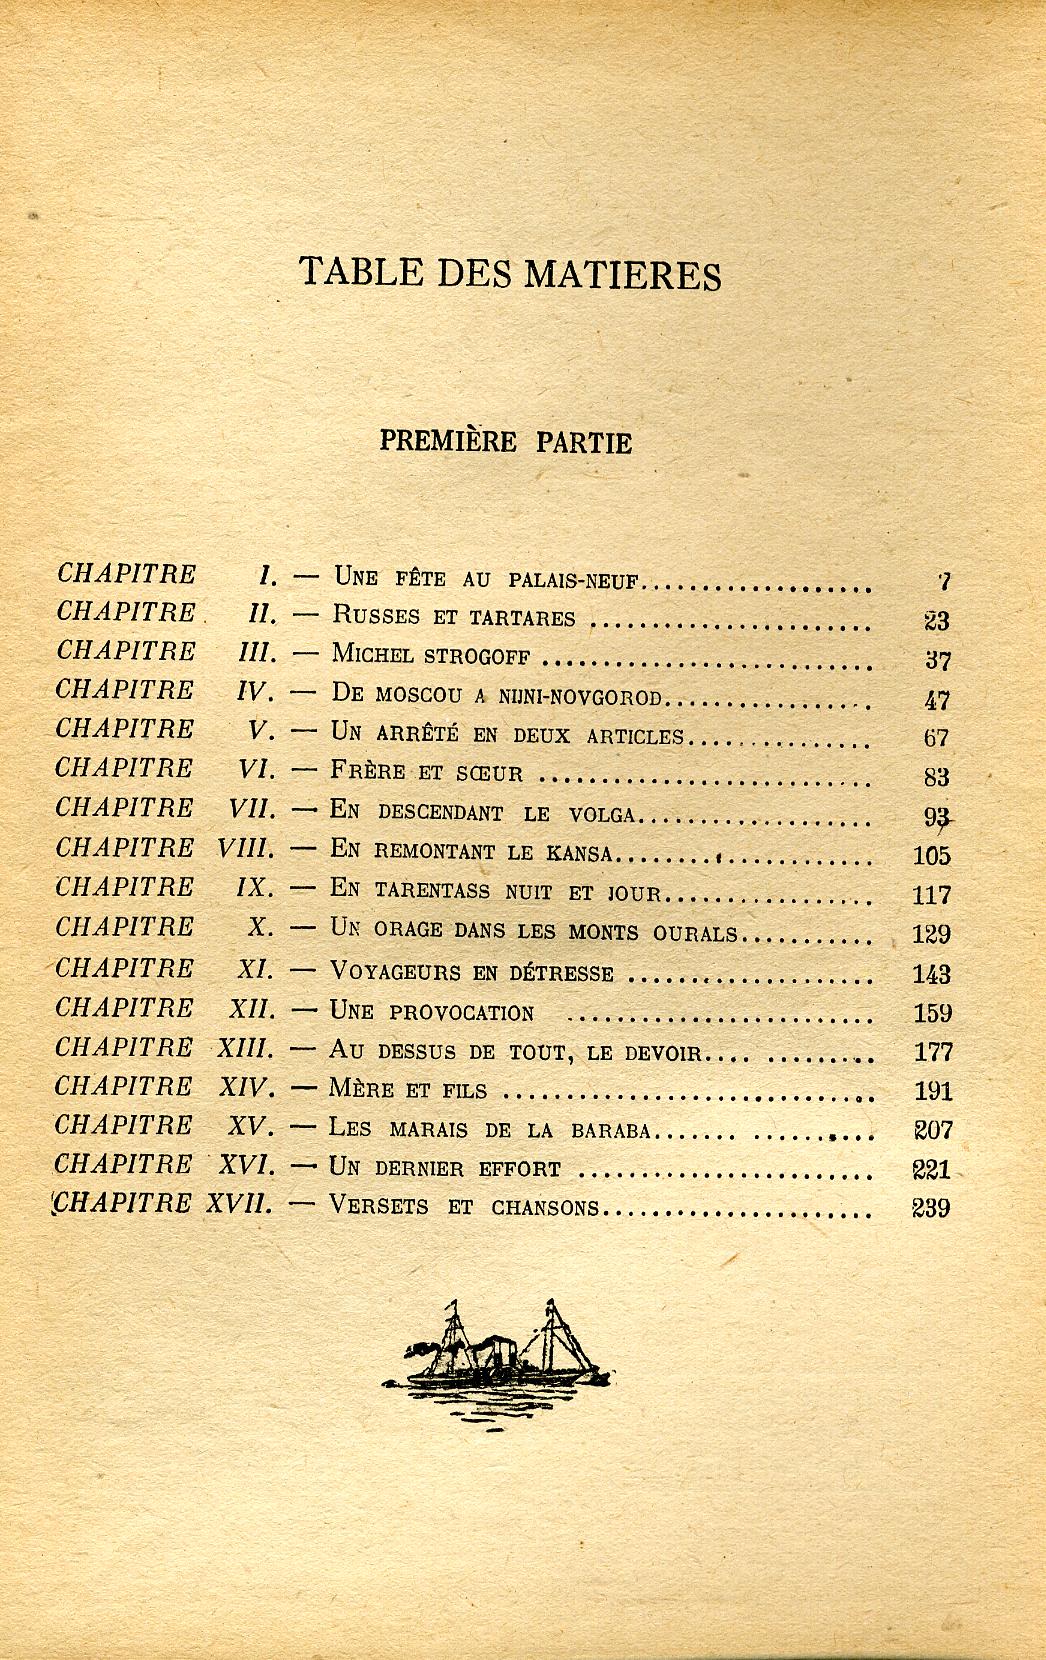 TABLE DES MATIERES
PREMIÈRE PARTIE
CHAPITRE I. — UNE FÊTE AU PALAIS-NEUF................... 7
CHAPITRE II. — RUSSES ET TARTARES ....................... 23
CHAPITRE III. — MICHEL STROGOFF ............................ 37
CHAPITRE IV. — DE MOSCOU A NIJNI-NOVGOROD................. 47
CHAPITRE V. — UN ARRÊTÉ EN DEUX ARTICLES............... 67
CHAPITRE VI. — FRÈRE ET SŒUR ............................ 83
CHAPITRE VII. — EN DESCENDANT LE VOLGA.................... 93
CHAPITRE VIII. — EN REMONTANT LE KANSA...................... 105
CHAPITRE IX. — EN TARENTASS NUIT ET JOUR.................. 117
CHAPITRE X. — UN ORAGE DANS LES MONTS OURALS........... 129
CHAPITRE XI. — VOYAGEURS EN DÉTRESSE ..................... 143
CHAPITRE XII. — UNE PROVOCATION ......................... 159
CHAPITRE XIII. — AU DESSUS DE TOUT, LE DEVOIR.... ......... 177
CHAPITRE XIV. — MÈRE ET FILS ............................... 191
CHAPITRE XV. — LES MARAIS DE LA BARABA....... .......... 207
CHAPITRE XVI. — UN DERNIER EFFORT ......................... 221
CHAPITRE XVII. — VERSETS ET CHANSONS....................... 239